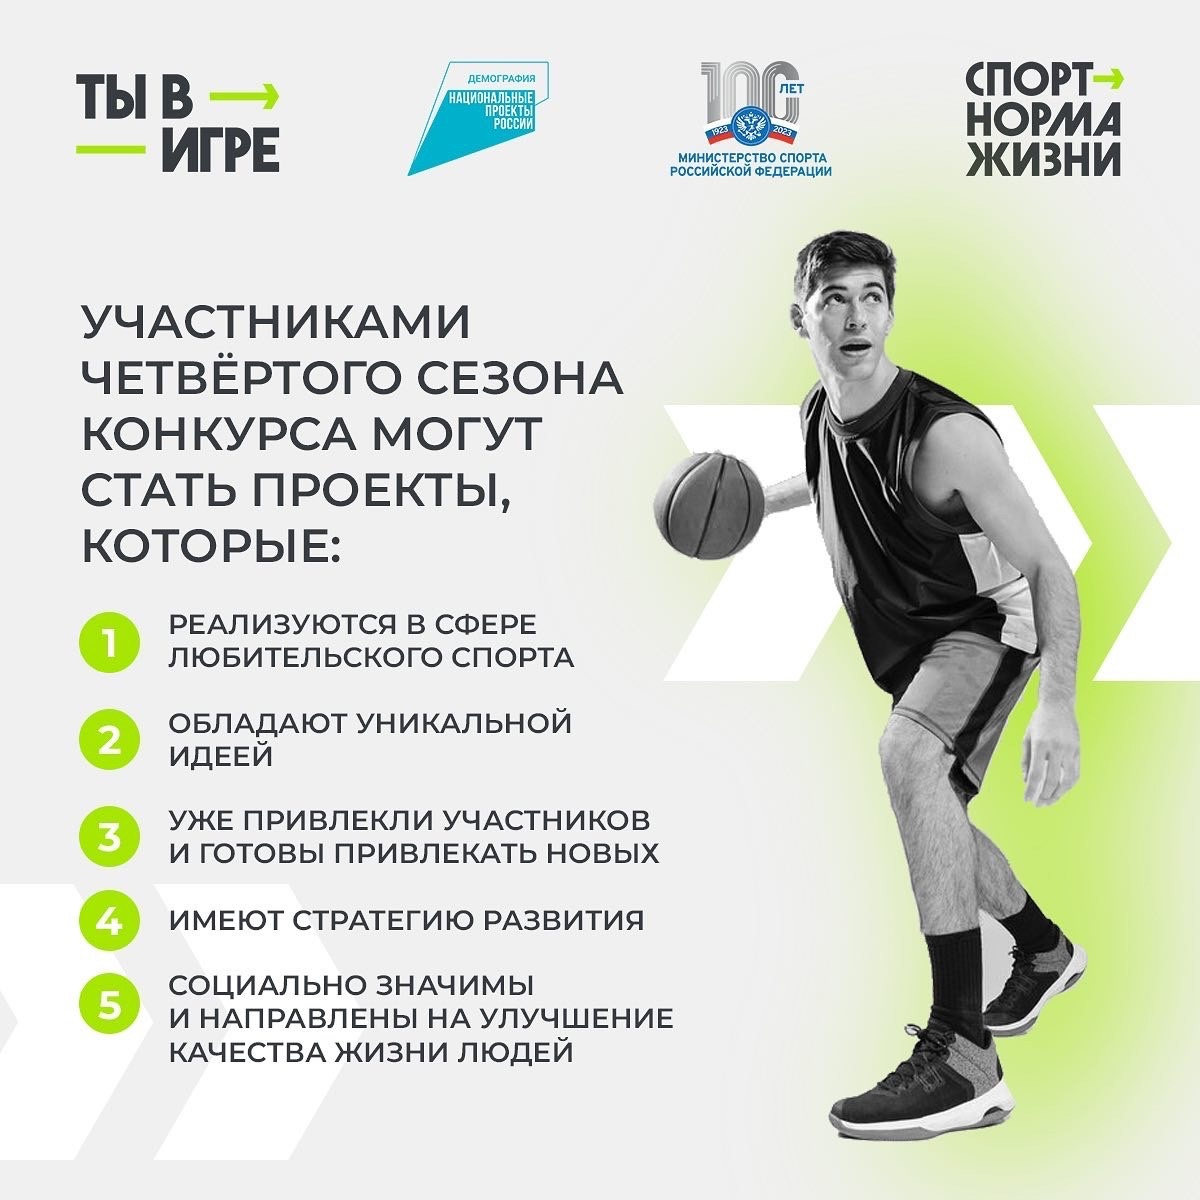 ТЫ В
ИГРЕ
ДЕМОГРАФИЯ
НАЦИОНАЛЬНЫЕ
ПРОЕКТЫ
РОССИИ
100 ЛЕТ
1923 2023
МИНИСТЕРСТВО СПОРТА
РОССИЙСКОЙ ФЕДЕРАЦИИ
СПОРТ
НОРМА
ЖИЗНИ
УЧАСТНИКАМИ
ЧЕТВЁРТОГО СЕЗОНА
КОНКУРСА МОГУТ
СТАТЬ ПРОЕКТЫ,
КОТОРЫЕ:
1 РЕАЛИЗУЮТСЯ В СФЕРЕ
ЛЮБИТЕЛЬСКОГО СПОРТА
2 ОБЛАДАЮТ УНИКАЛЬНОЙ
ИДЕЕЙ
3 УЖЕ ПРИВЛЕКЛИ УЧАСТНИКОВ
И ГОТОВЫ ПРИВЛЕКАТЬ НОВЫХ
4 ИМЕЮТ СТРАТЕГИЮ РАЗВИТИЯ
5 СОЦИАЛЬНО ЗНАЧИМЫ
И НАПРАВЛЕНЫ НА УЛУЧШЕНИЕ
КАЧЕСТВА ЖИЗНИ ЛЮДЕЙ